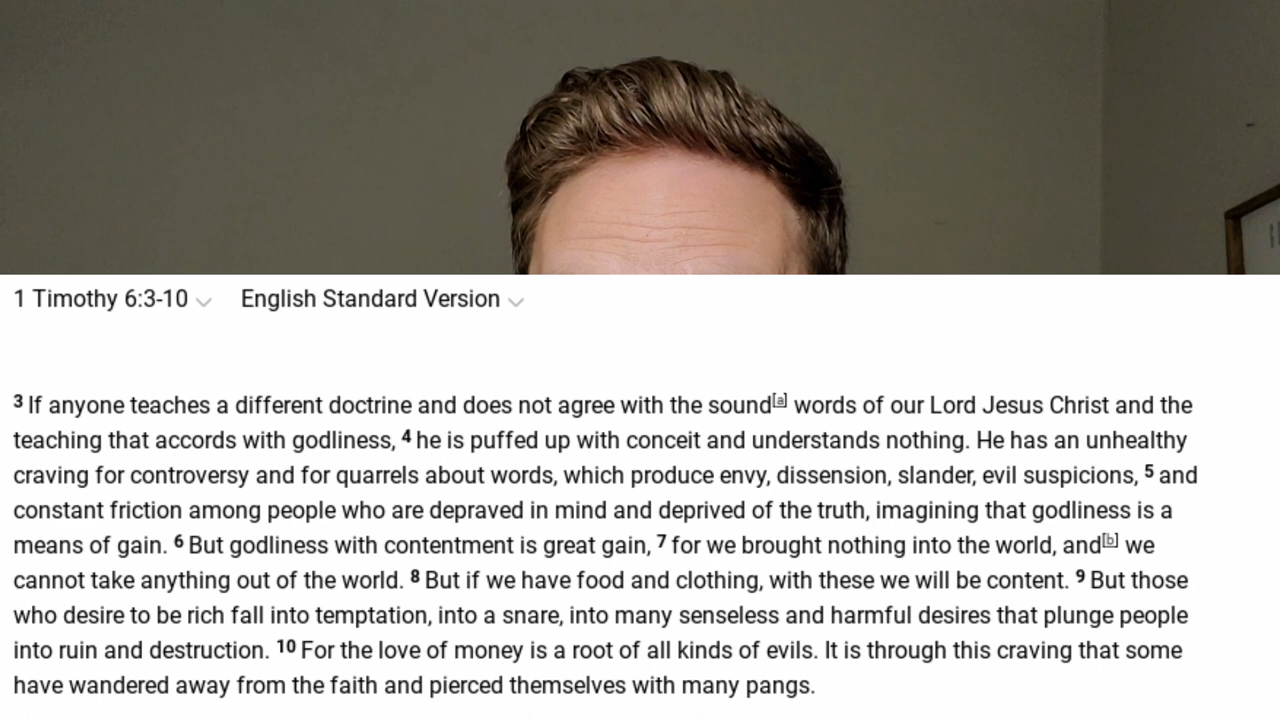 1 Timothy 6:3-10 English Standard Version
3 If anyone teaches a different doctrine and does not agree with the sound[a] words of our Lord Jesus Christ and the
teaching that accords with godliness, 4 he is puffed up with conceit and understands nothing. He has an unhealthy
craving for controversy and for quarrels about words, which produce envy, dissension, slander, evil suspicions, 5 and
constant friction among people who are depraved in mind and deprived of the truth, imagining that godliness is a
means of gain. 6 But godliness with contentment is great gain, 7 for we brought nothing into the world, and[b] we
cannot take anything out of the world. 8 But if we have food and clothing, with these we will be content. 9 But those
who desire to be rich fall into temptation, into a snare, into many senseless and harmful desires that plunge people
into ruin and destruction. 10 For the love of money is a root of all kinds of evils. It is through this craving that some
have wandered away from the faith and pierced themselves with many pangs.